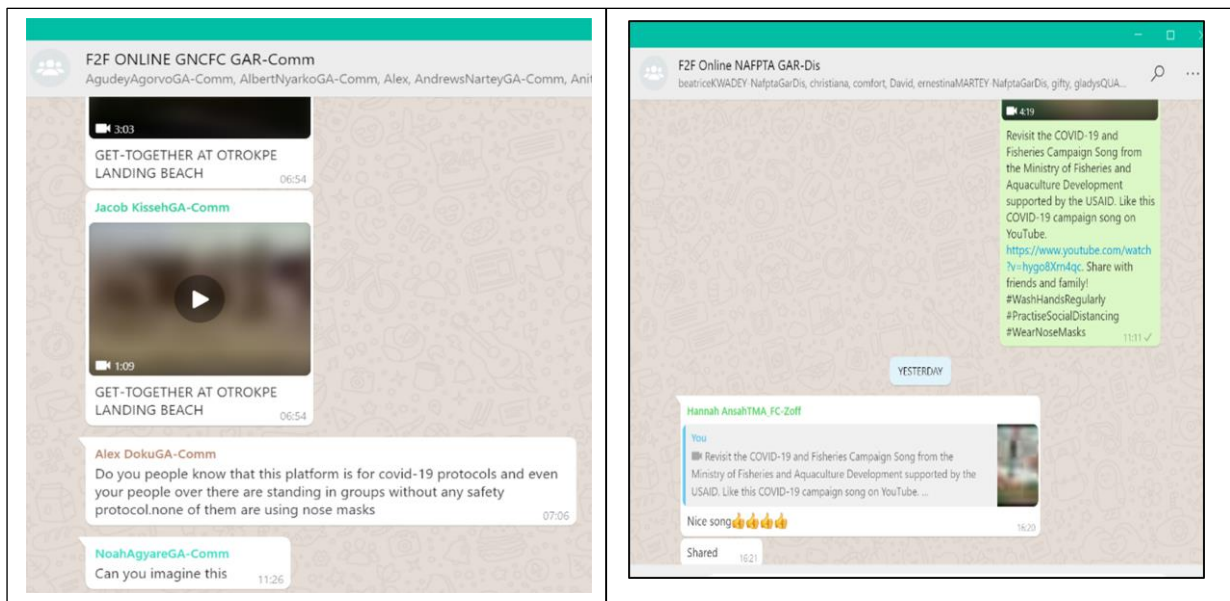 F2F ONLINE GNCFC GAR-Comm
AgudeyAgorvoGA-Comm, AlbertNyarkoGA-Comm, Alex, AndrewsNarteyGA-Comm, Anit
3:03
GET-TOGETHER AT OTROKPE
LANDING BEACH
06:54
Jacob KissehGA-Comm
1:09
GET-TOGETHER AT OTROKPE
LANDING BEACH
06:54
Alex DokuGA-Comm
Do you people know that this platform is for covid-19 protocols and even
your people over there are standing in groups without any safety
protocol.none of them are using nose masks
07:06
NoahAgyareGA-Comm
Can you imagine this
11:26
F2F Online NAFPTA GAR-Dis
beatriceKWADEY-NafptaGarDis, christiana, comfort, David, ernestinaMARTEY-NafptaGarDis, gifty, gladysQUA...
4:19
Revisit the COVID-19 and
Fisheries Campaign Song from
the Ministry of Fisheries and
Aquaculture Development
supported by the USAID. Like this
COVID-19 campaign song on
YouTube.
https://www.youtube.com/watch
?v=hygo8Xrn4qc. Share with
friends and family!
#WashHandsRegularly
#PractiseSocialDistancing
#WearNoseMasks
11:11
YESTERDAY
Hannah AnsahTMA_FC-Zoff
You
Revisit the COVID-19 and Fisheries Campaign Song from the
Ministry of Fisheries and Aquaculture Development supported by the
USAID. Like this COVID-19 campaign song on YouTube. ...
Nice song👍👍👍👍
16:20
Shared
16:21